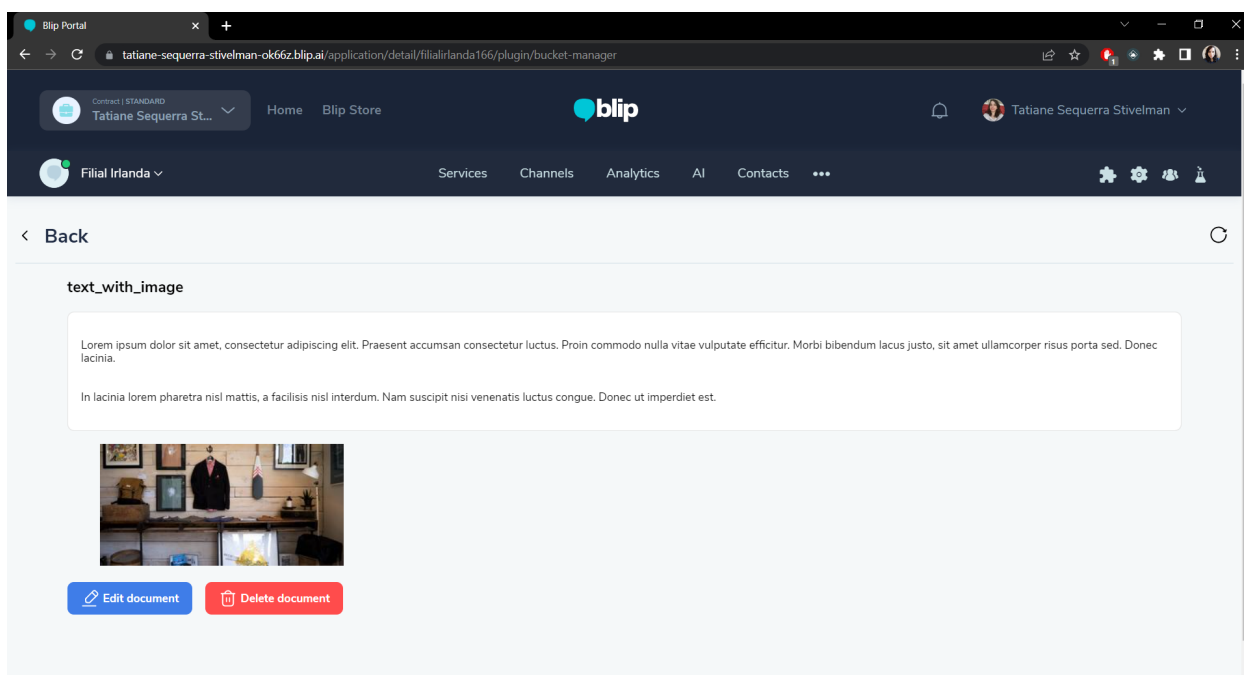 Blip Portal
tatiane-sequerra-stivelman-ok66z.blip.ai/application/detail/filialirlanda166/plugin/bucket-manager
1
Contract | STANDARD
Tatiane Sequerra St...
Home
Blip Store
blip
Tatiane Sequerra Stivelman
Filial Irlanda
Services
Channels
Analytics
AI
Contacts
Back
text_with_image
Lorem ipsum dolor sit amet, consectetur adipiscing elit. Praesent accumsan consectetur luctus. Proin commodo nulla vitae vulputate efficitur. Morbi bibendum lacus justo, sit amet ullamcorper risus porta sed. Donec
lacinia.
In lacinia lorem pharetra nisl mattis, a facilisis nisl interdum. Nam suscipit nisi venenatis luctus congue. Donec ut imperdiet est.
Edit document
Delete document